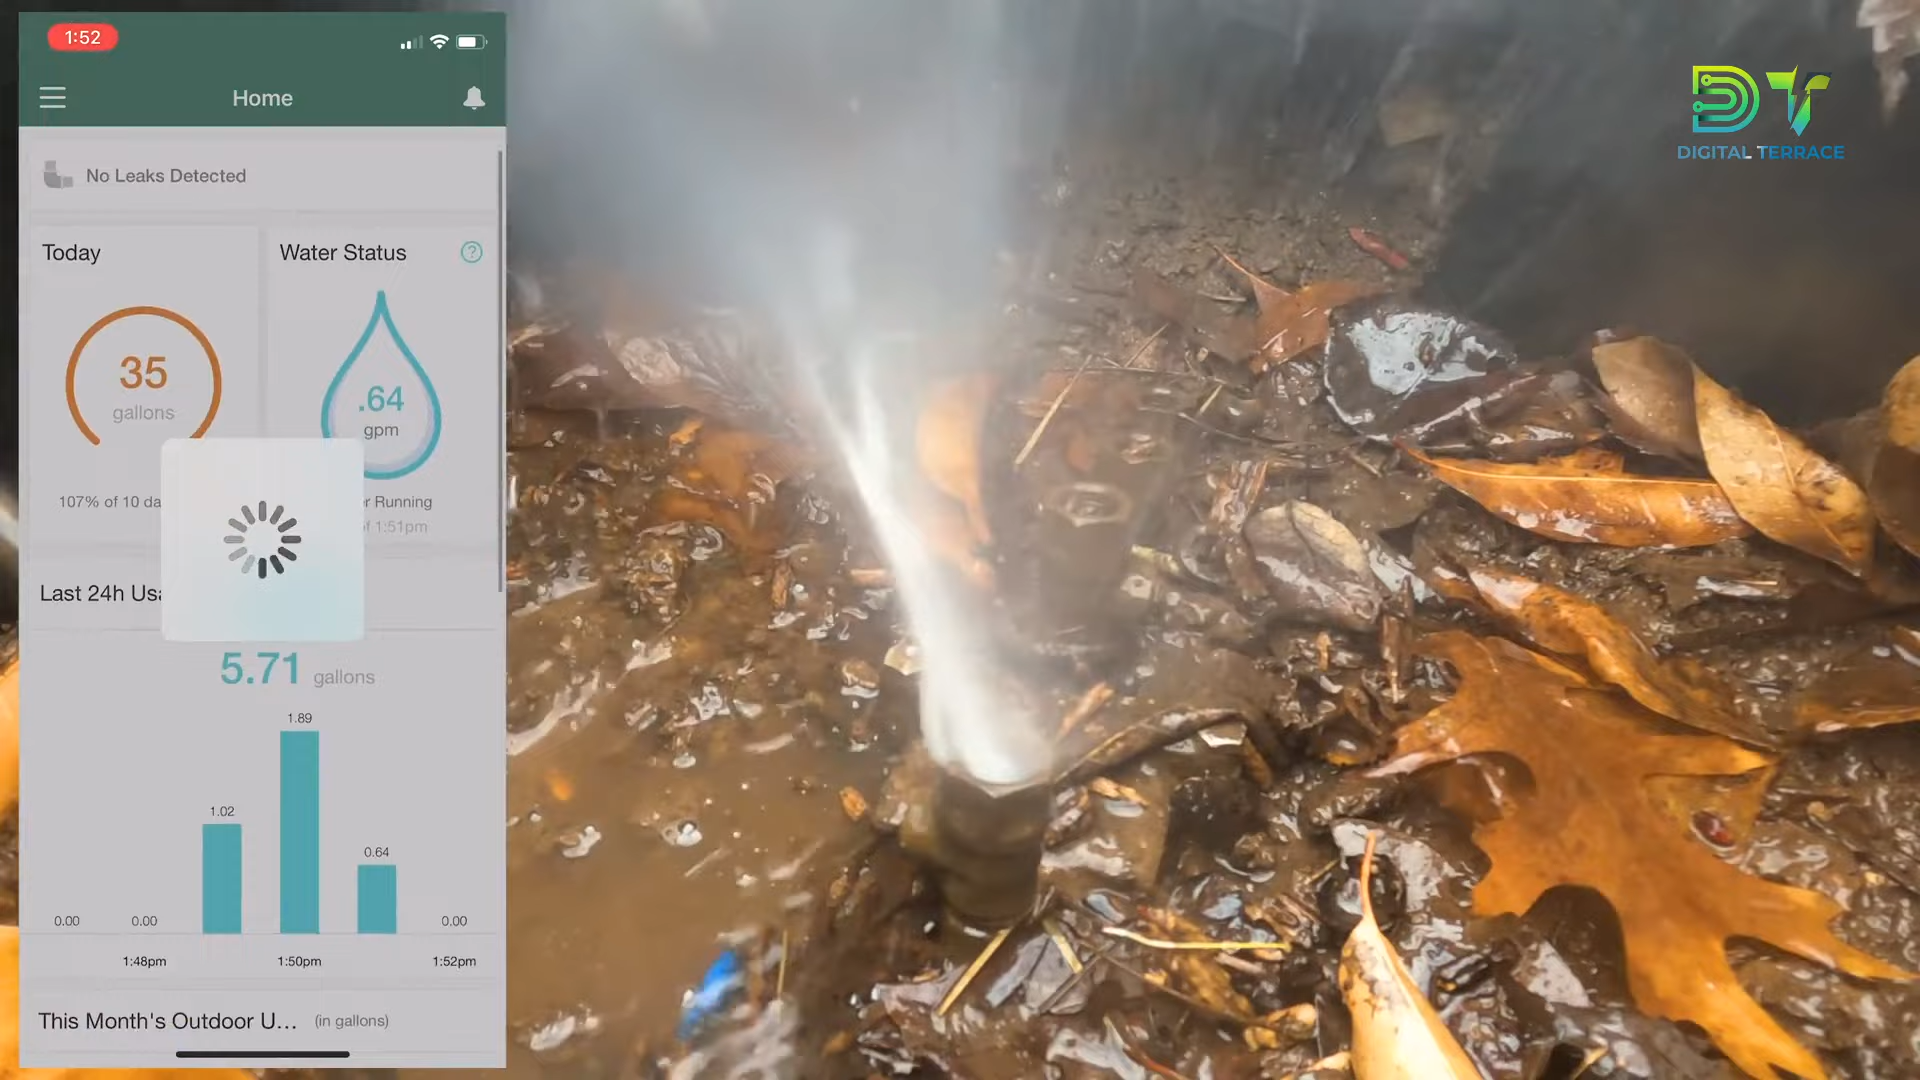 1:52
Home
No Leaks Detected
Today
Water Status
?
35
gallons
.64
gpm
107% of 10 da
r Running
f 1:51pm
Last 24h Us
5.71 gallons
1.89
1.02
0.64
0.00
0.00
0.00
1:48pm
1:50pm
1:52pm
This Month's Outdoor U... (in gallons)
DT
DIGITAL TERRACE